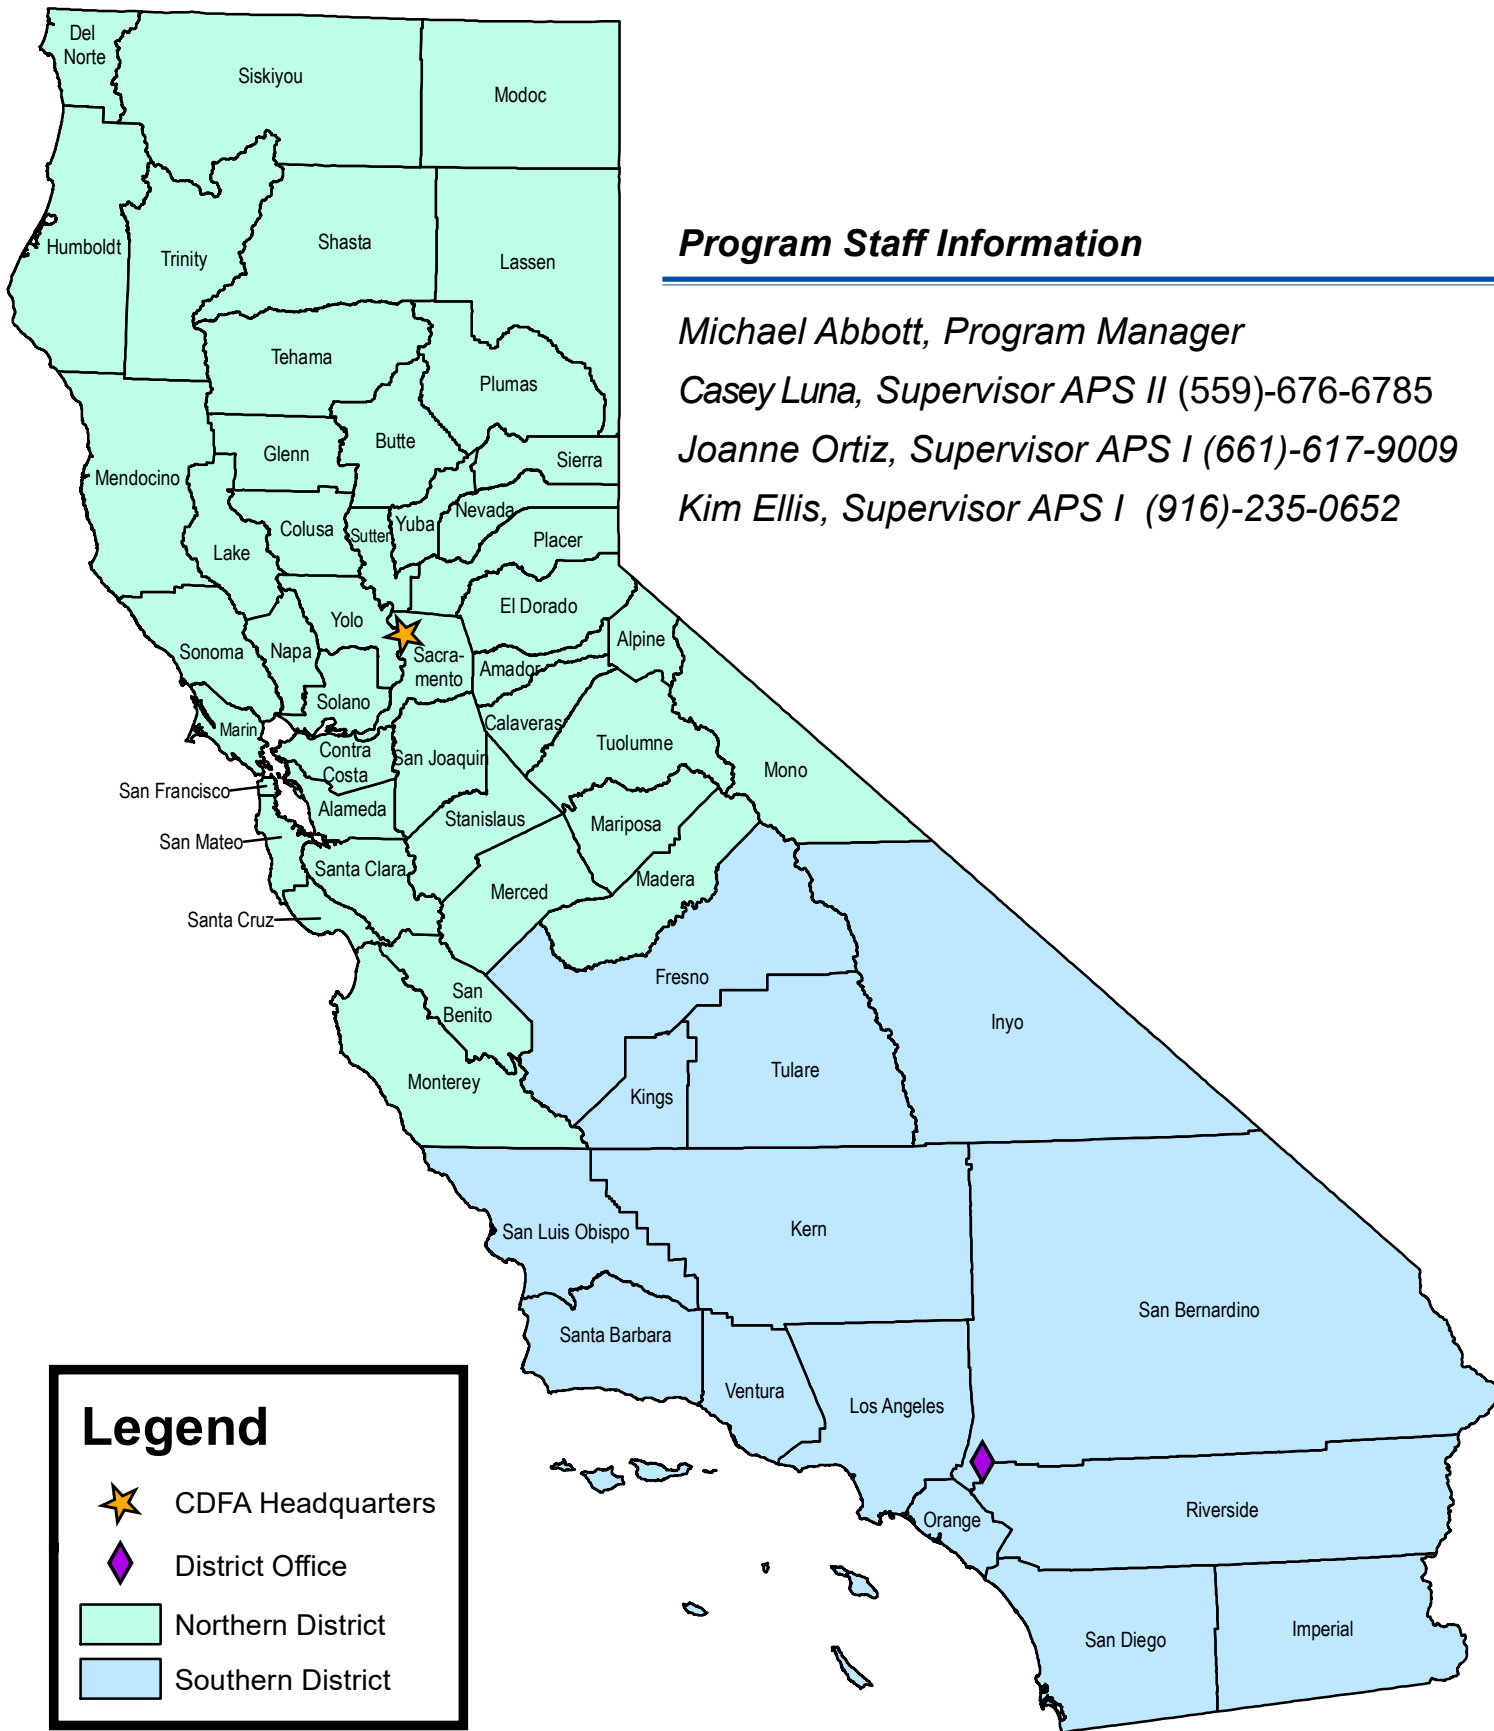 Del
Norte
Siskiyou
Modoc
Humboldt
Trinity
Shasta
Lassen
Program Staff Information
Michael Abbott, Program Manager
Casey Luna, Supervisor APS II (559)-676-6785
Joanne Ortiz, Supervisor APS I (661)-617-9009
Kim Ellis, Supervisor APS I (916)-235-0652
Tehama
Plumas
Butte
Glenn
Sierra
Mendocino
Nevada
Yuba
Colusa
Sutter
Placer
Lake
El Dorado
Yolo
Alpine
Sonoma
Napa
Sacra-
mento
Amador
Solano
Calaveras
Marin
Tuolumne
Contra
Costa
San Joaquin
Mono
San Francisco
Alameda
Stanislaus
Mariposa
San Mateo
Santa Clara
Madera
Merced
Santa Cruz
Fresno
San
Benito
Inyo
Tulare
Monterey
Kings
San Luis Obispo
Kern
San Bernardino
Santa Barbara
Ventura
Los Angeles
Orange
Riverside
San Diego
Imperial
Legend
CDFA Headquarters
District Office
Northern District
Southern District